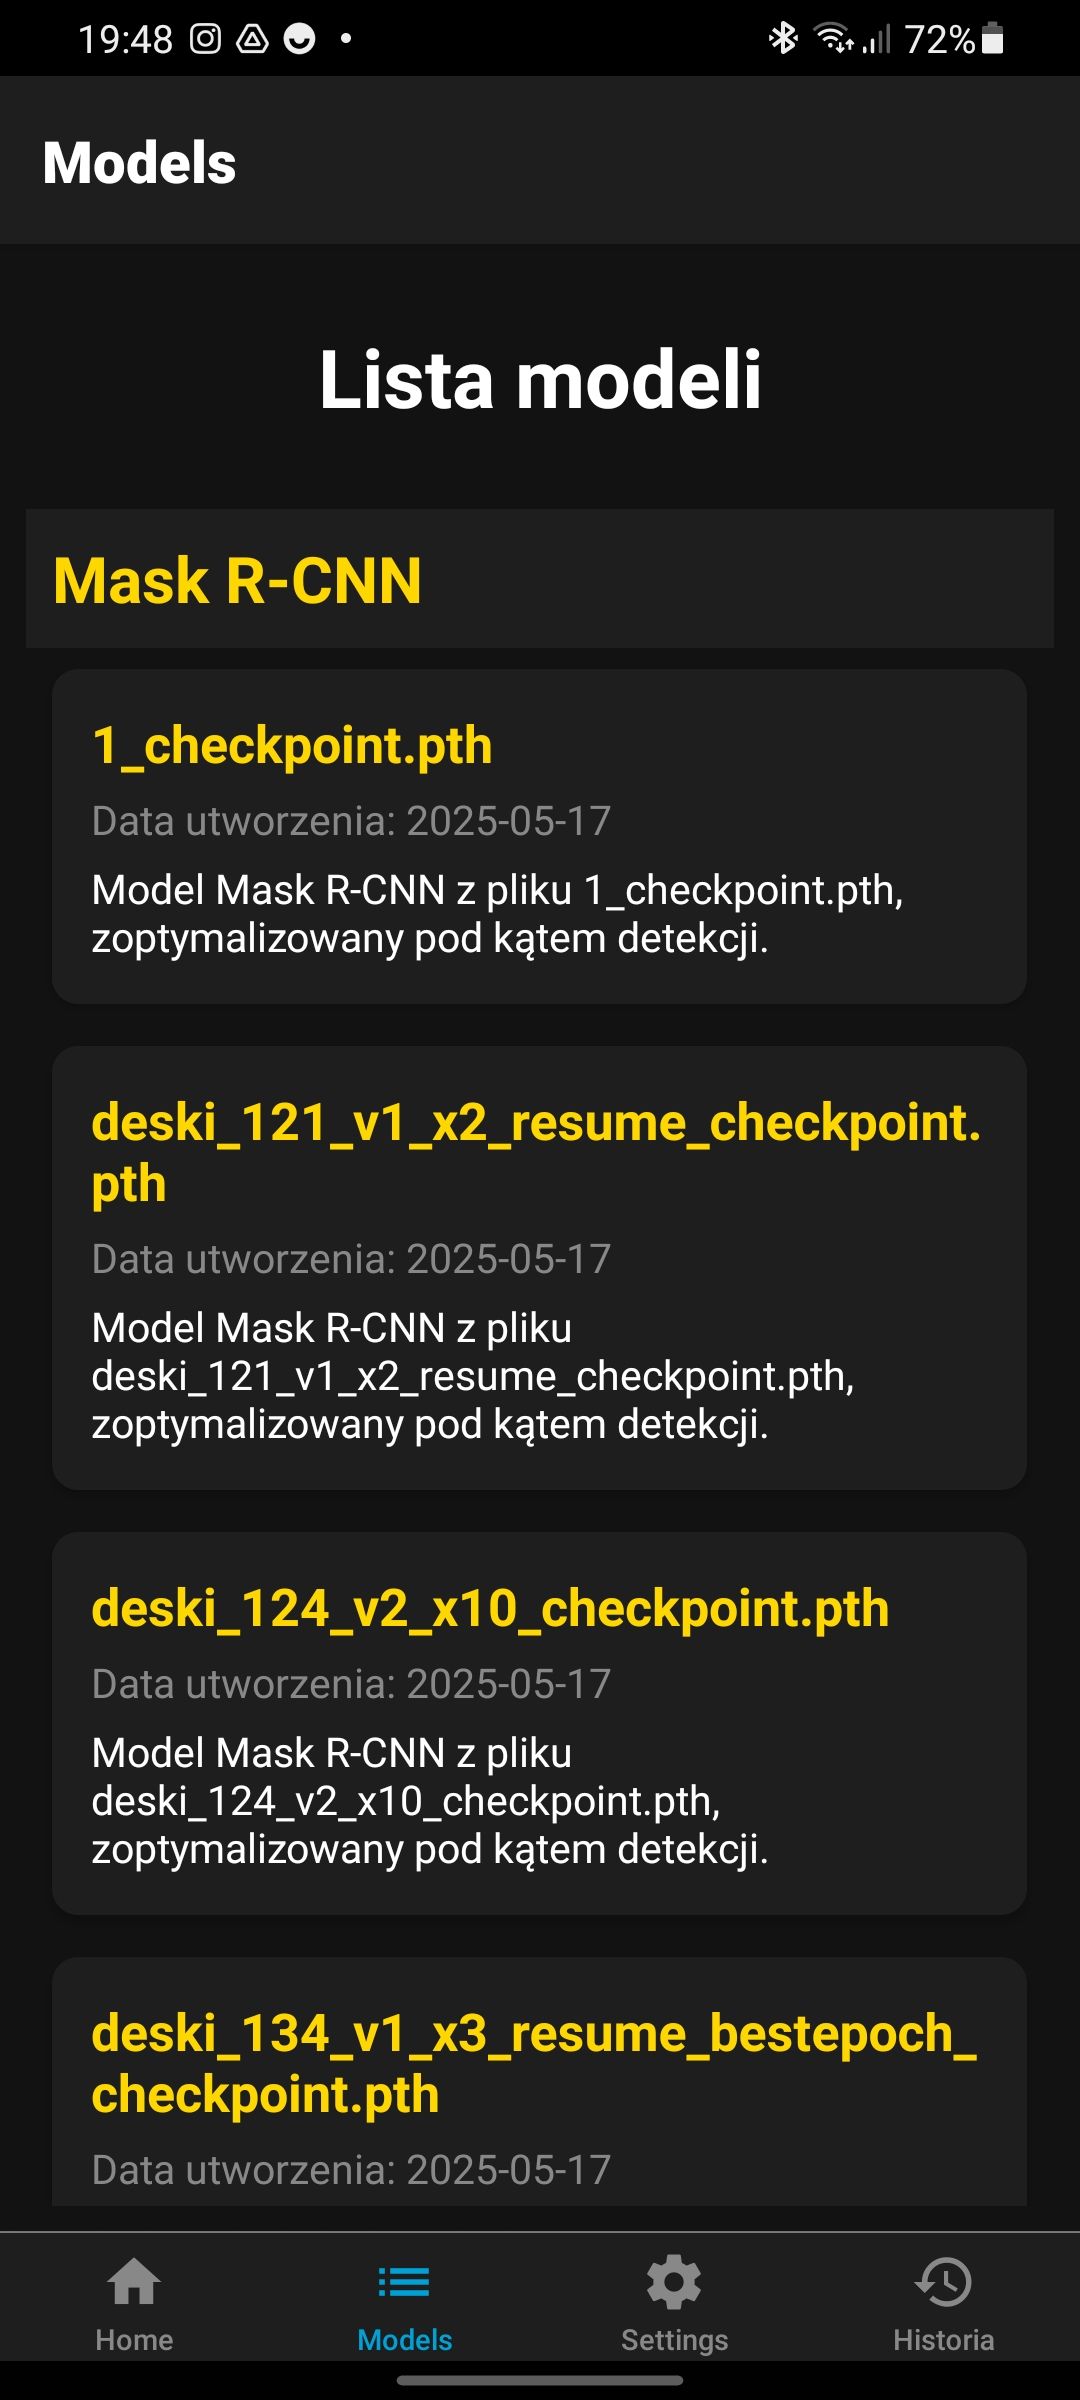 19:48
72%
Models
Lista modeli
Mask R-CNN
1_checkpoint.pth
Data utworzenia: 2025-05-17
Model Mask R-CNN z pliku 1_checkpoint.pth,
zoptymalizowany pod kątem detekcji.
deski_121_v1_x2_resume_checkpoint.
pth
Data utworzenia: 2025-05-17
Model Mask R-CNN z pliku
deski_121_v1_x2_resume_checkpoint.pth,
zoptymalizowany pod kątem detekcji.
deski_124_v2_x10_checkpoint.pth
Data utworzenia: 2025-05-17
Model Mask R-CNN z pliku
deski_124_v2_x10_checkpoint.pth,
zoptymalizowany pod kątem detekcji.
deski_134_v1_x3_resume_bestepoch_
checkpoint.pth
Data utworzenia: 2025-05-17
Home
Models
Settings
Historia